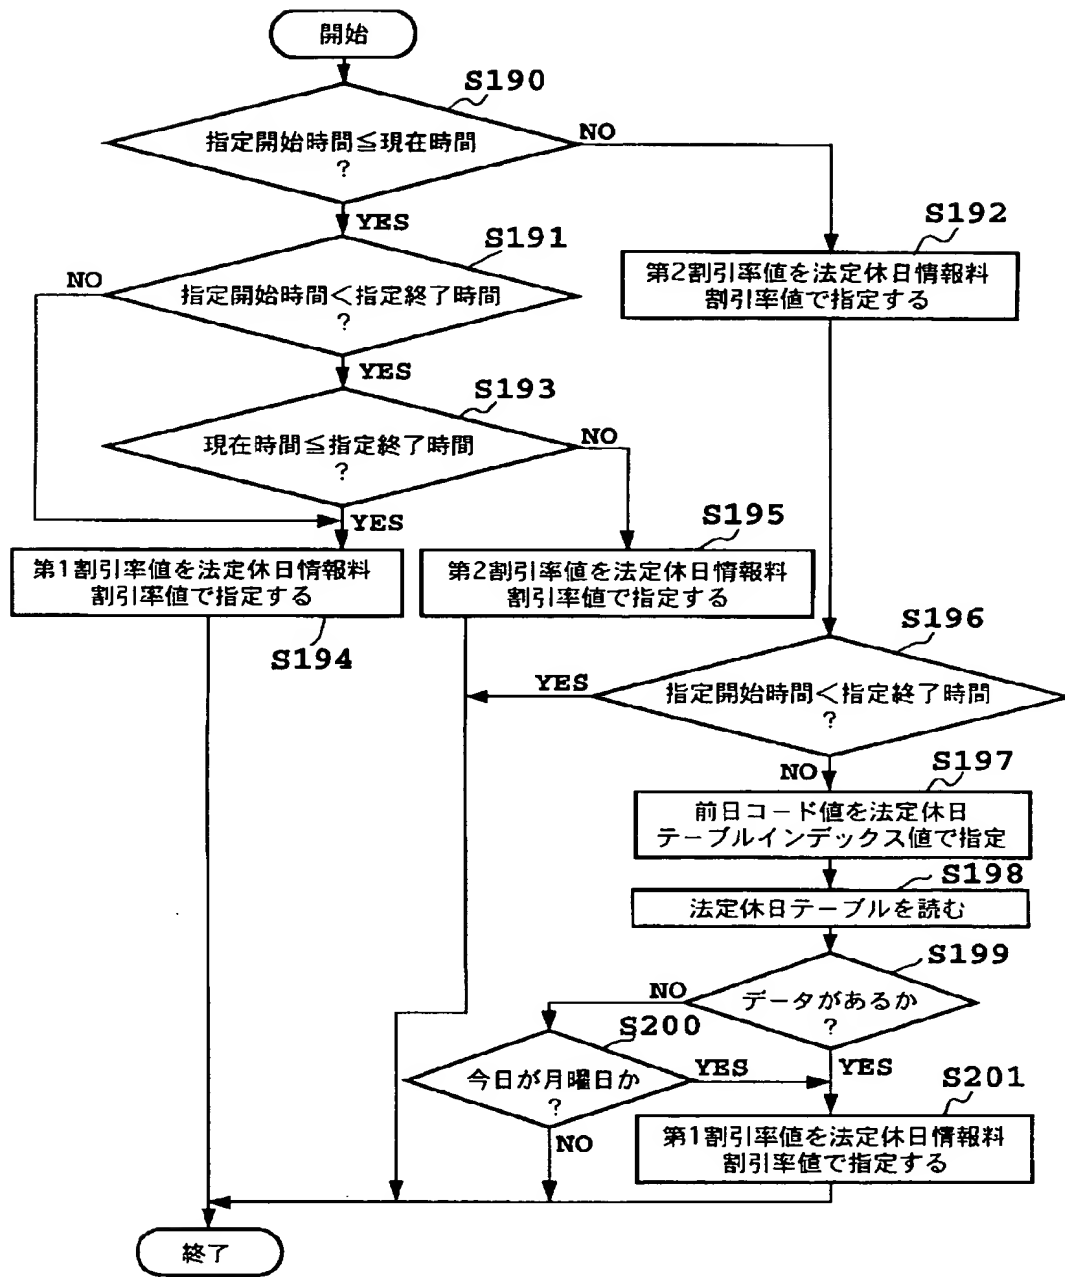 開始
S190
指定開始時間≦現在時間
?
NO
YES
S191
NO
指定開始時間<指定終了時間
?
S192
第2割引率値を法定休日情報料
割引率値で指定する
YES
S193
現在時間≦指定終了時間
?
NO
YES
S195
第1割引率値を法定休日情報料
割引率値で指定する
S194
第2割引率値を法定休日情報料
割引率値で指定する
S196
YES
指定開始時間<指定終了時間
?
NO
S197
前日コード値を法定休日
テーブルインデックス値で指定
S198
法定休日テーブルを読む
S199
NO
データがあるか
?
S200
YES
YES
今日が月曜日か
?
NO
S201
第1割引率値を法定休日情報料
割引率値で指定する
終了